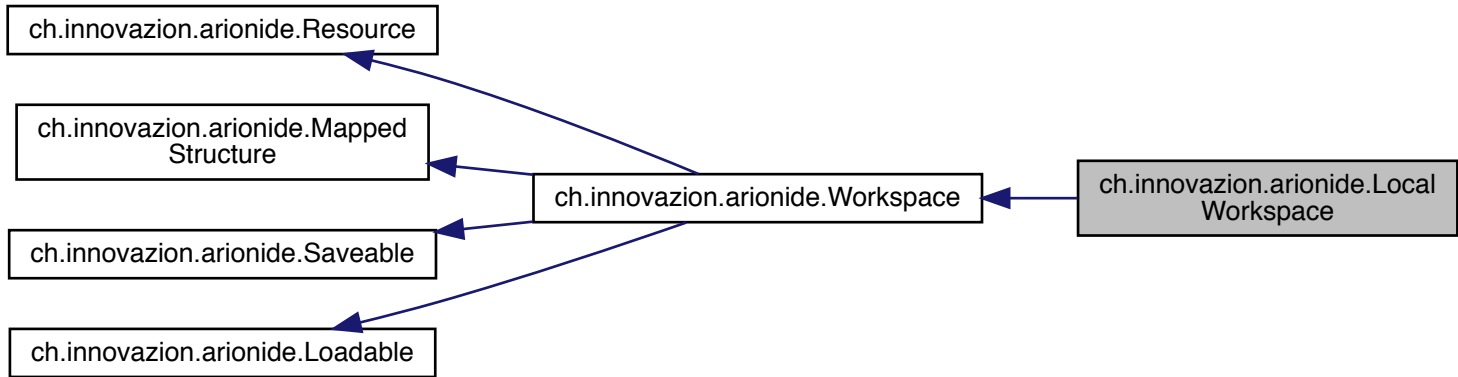 ch.innovazion.arionide.Resource
ch.innovazion.arionide.Mapped
Structure
ch.innovazion.arionide.Saveable
ch.innovazion.arionide.Loadable
ch.innovazion.arionide.Workspace
ch.innovazion.arionide.Local
Workspace